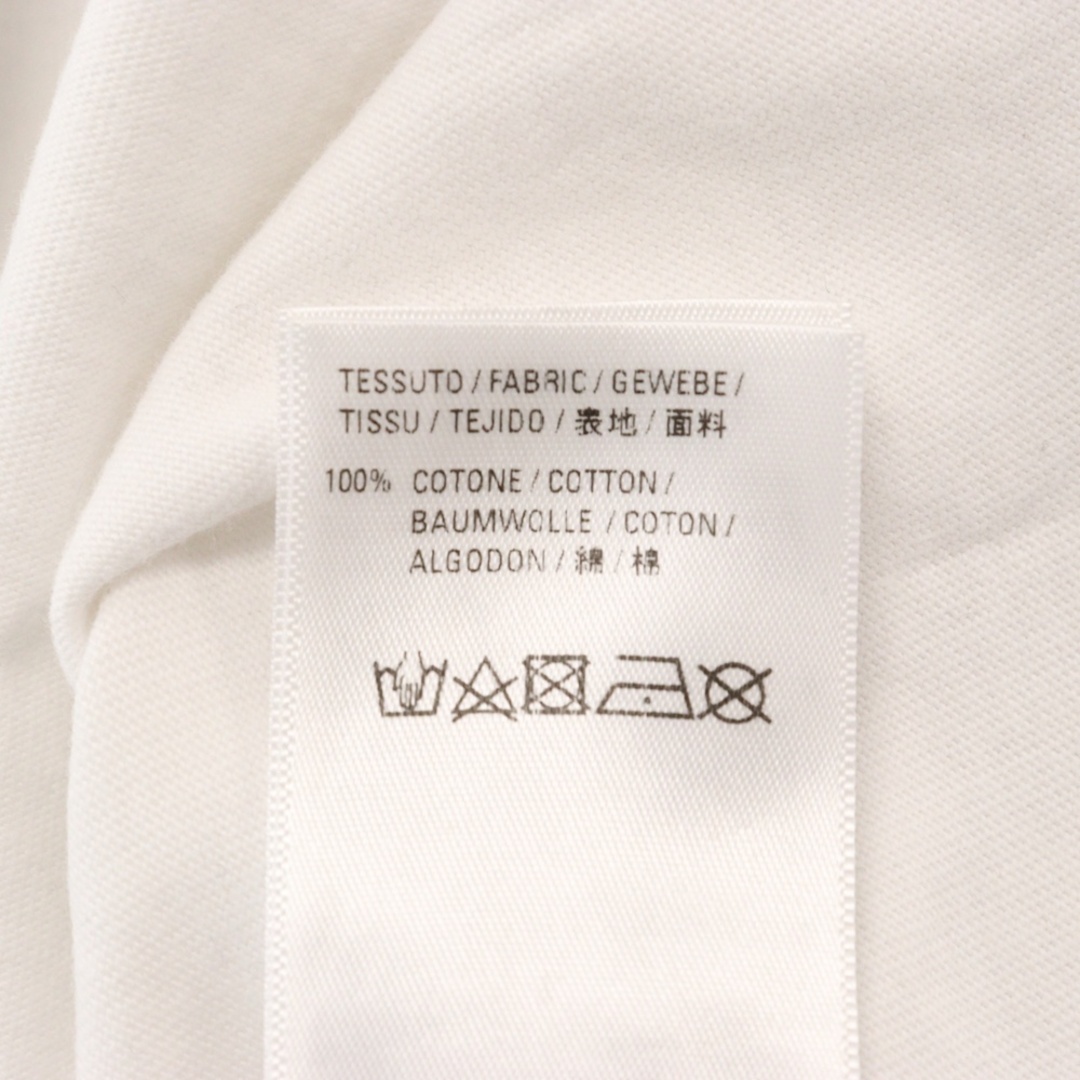 TESSUTO / FABRIC / GEWEBE /
TISSU / TEJIDO / 表地 / 面料
100% COTONE / COTTON /
BAUMWOLLE / COTON /
ALGODON / 綿 / 棉